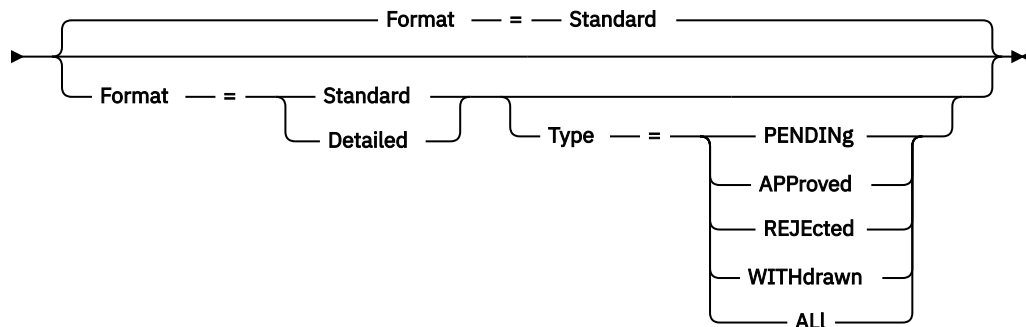 Format = Standard
Format = Standard
Detailed
Type = PENDINg
APProved
REJEcted
WITHdrawn
ALl